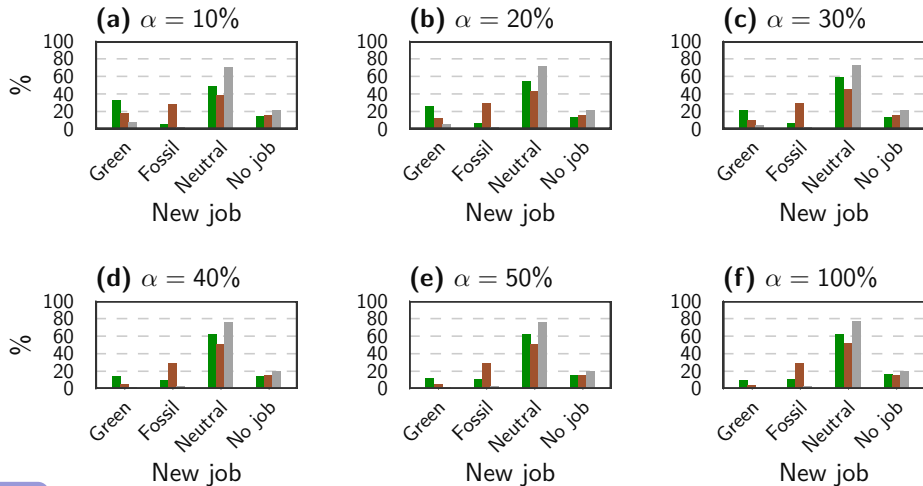 (a) α = 10%
(b) α = 20%
(c) α = 30%
100
80
60
40
20
0
%
Green
Fossil
Neutral
No job
New job
100
80
60
40
20
0
Green
Fossil
Neutral
No job
New job
100
80
60
40
20
0
Green
Fossil
Neutral
No job
New job
(d) α = 40%
(e) α = 50%
(f) α = 100%
100
80
60
40
20
0
%
Green
Fossil
Neutral
No job
New job
100
80
60
40
20
0
Green
Fossil
Neutral
No job
New job
100
80
60
40
20
0
Green
Fossil
Neutral
No job
New job